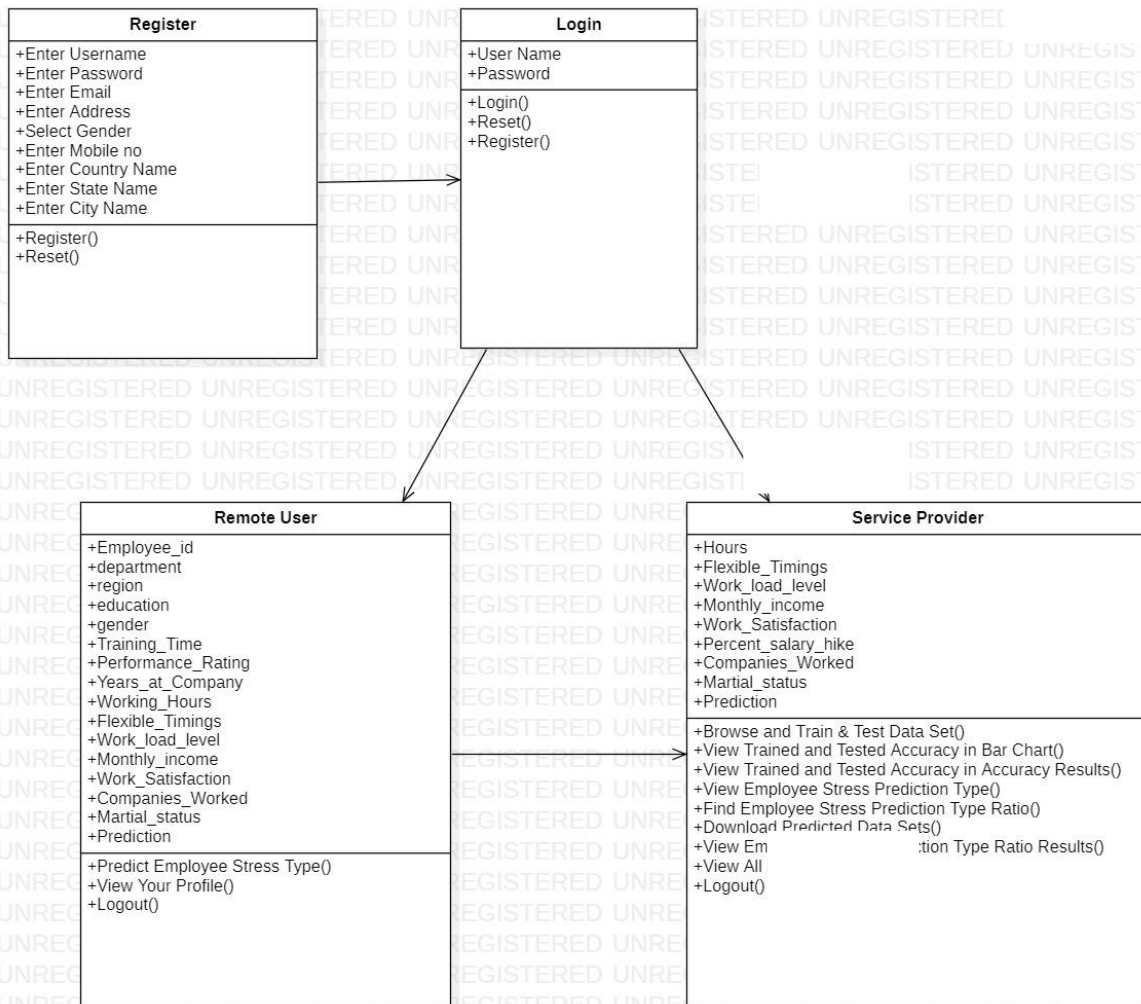 Register
+Enter Username
+Enter Password
+Enter Email
+Enter Address
+Select Gender
+Enter Mobile no
+Enter Country Name
+Enter State Name
+Enter City Name
+Register()
+Reset()
Login
+User Name
+Password
+Login()
+Reset()
+Register()
Remote User
+Employee_id
+department
+region
+education
+gender
+Training_Time
+Performance_Rating
+Years_at_Company
+Working_Hours
+Flexible_Timings
+Work_load_level
+Monthly_income
+Work_Satisfaction
+Companies_Worked
+Martial_status
+Prediction
+Predict Employee Stress Type()
+View Your Profile()
+Logout()
Service Provider
+Hours
+Flexible_Timings
+Work_load_level
+Monthly_income
+Work_Satisfaction
+Percent_salary_hike
+Companies_Worked
+Martial_status
+Prediction
+Browse and Train & Test Data Set()
+View Trained and Tested Accuracy in Bar Chart()
+View Trained and Tested Accuracy in Accuracy Results()
+View Employee Stress Prediction Type()
+Find Employee Stress Prediction Type Ratio()
+Download Predicted Data Sets()
+View Type Ratio Results()
+View All
+Logout()
UNREGISTERED UNREGISTERED UNREGISTERED UNREGISTERED UNREGISTERED